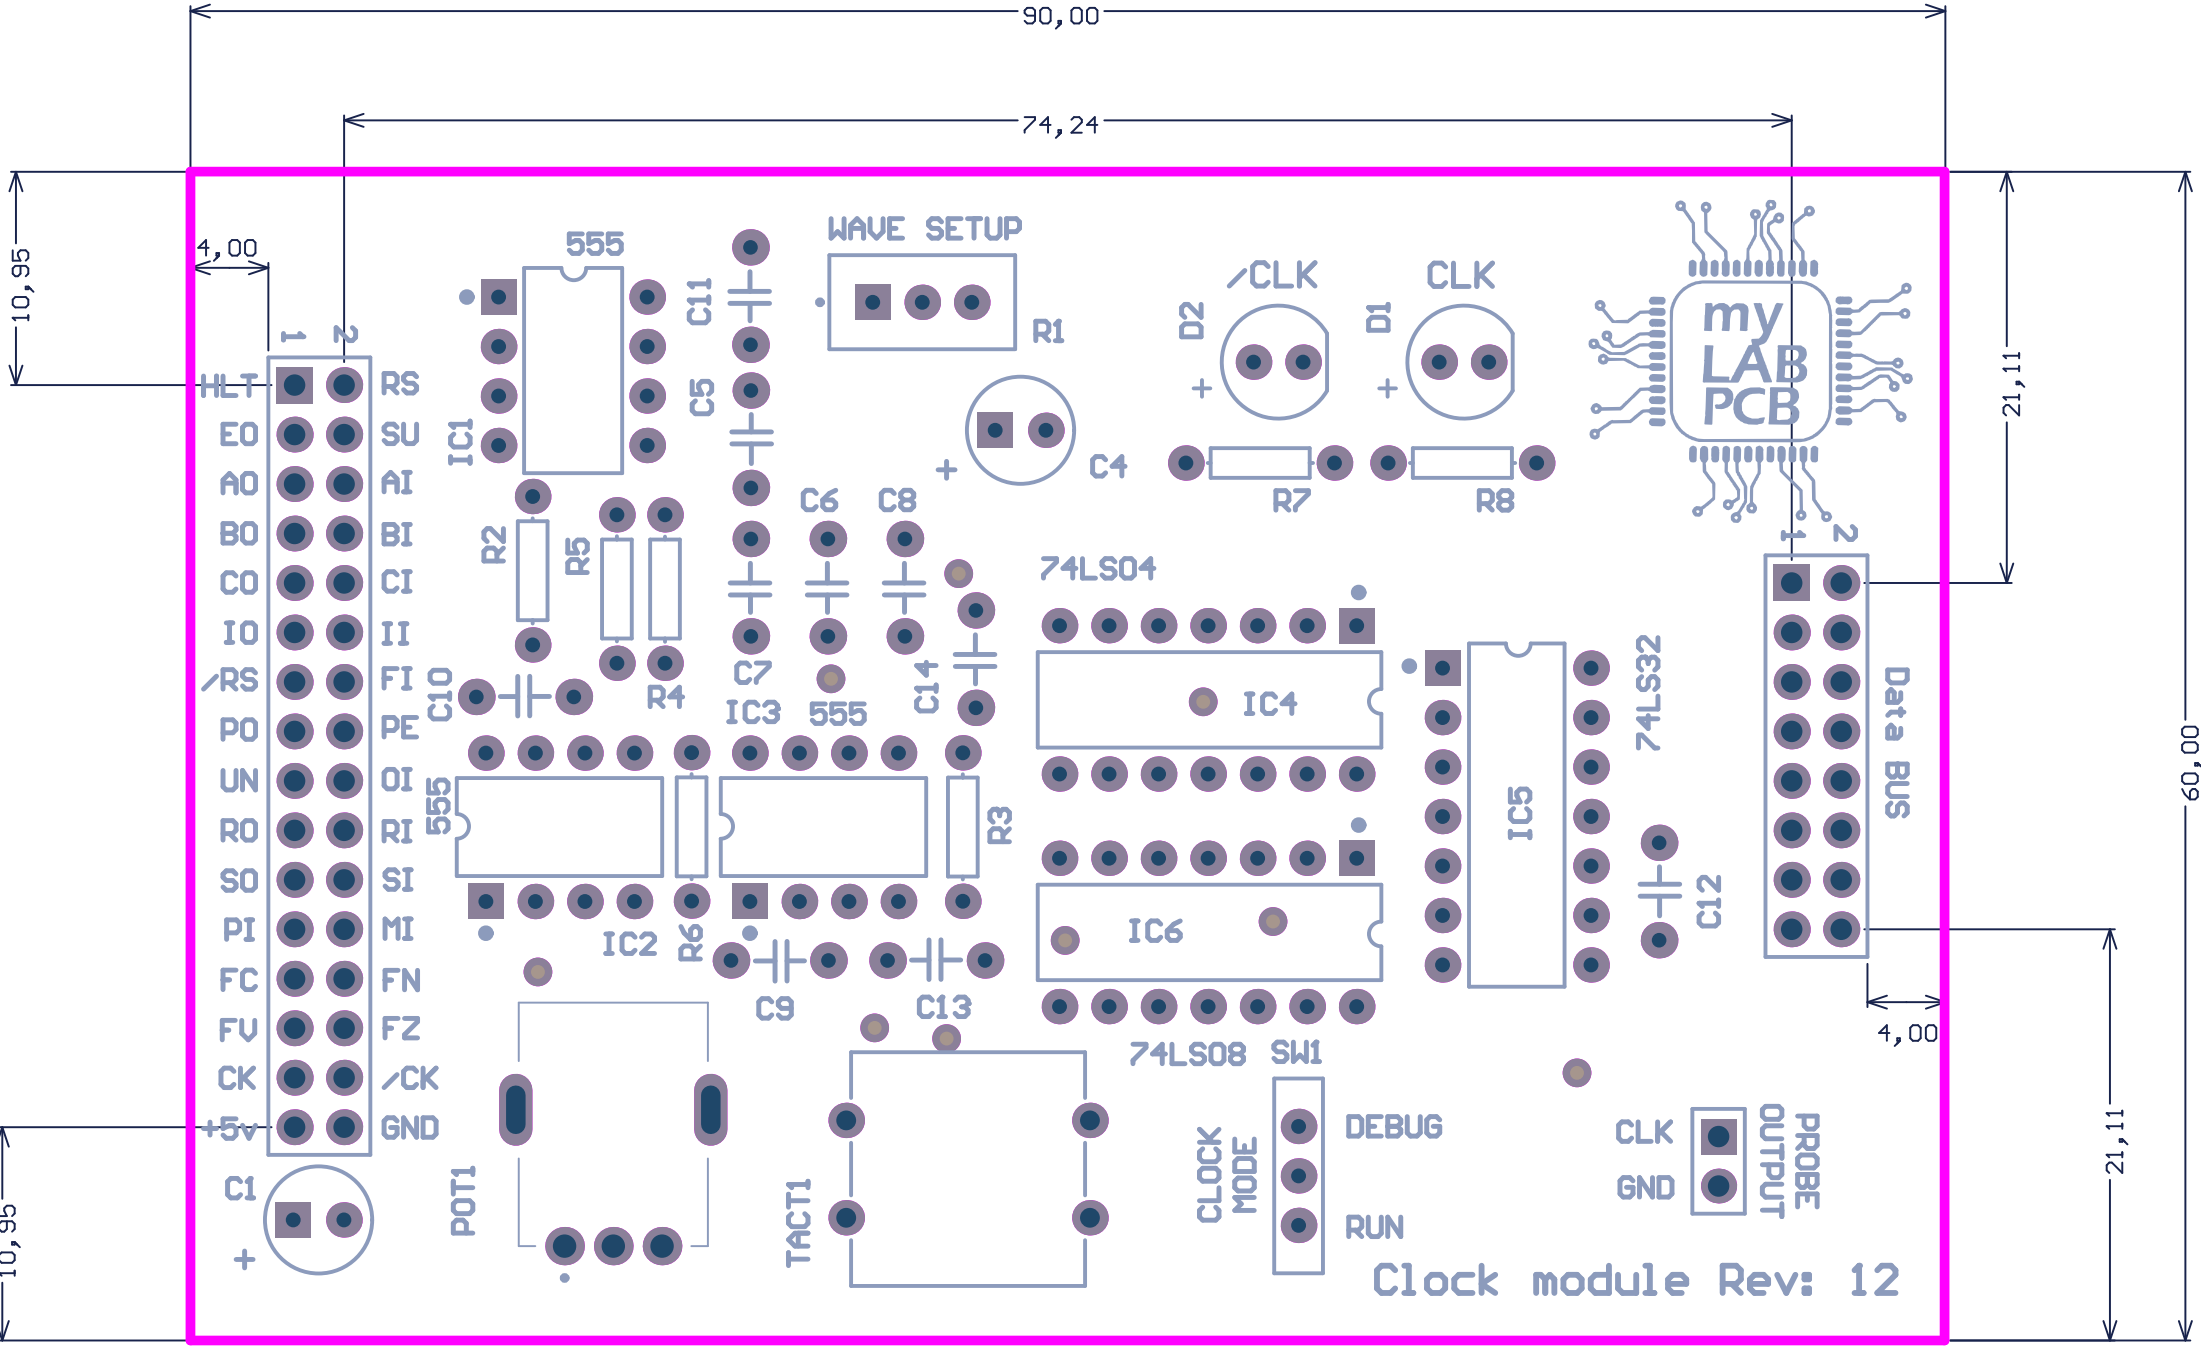 90,00
74,24
10,95
4,00
21,11
60,00
WAVE SETUP
555
/CLK
CLK
C11
R1
D2
D1
my
LAB
PCB
1
2
HLT
RS
EO
SU
AO
AI
BO
BI
CO
CI
IO
II
/RS
FI
PO
PE
UN
OI
RO
RI
SO
SI
PI
MI
FC
FN
FV
FZ
CK
/CK
+5v
GND
IC1
C5
+
C4
+
+
R7
R8
R2
R5
R4
C6
C8
C7
C10
C14
74LS04
IC4
74LS32
1
2
Data BUS
IC3
555
555
IC2
R6
R3
IC5
IC6
C12
C9
C13
74LS08
SW1
4,00
21,11
10,95
C1
+
POT1
TACT1
CLOCK
MODE
DEBUG
RUN
CLK
GND
PROBE
OUTPUT
Clock module Rev: 12